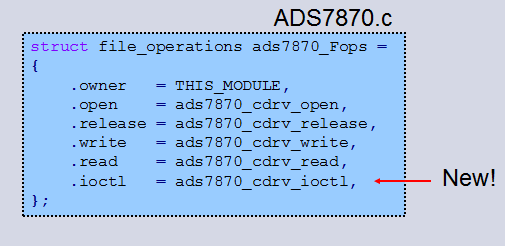 ADS7870.c
struct file_operations ads7870_Fops =
{
    .owner   = THIS_MODULE,
    .open    = ads7870_cdrv_open,
    .release = ads7870_cdrv_release,
    .write   = ads7870_cdrv_write,
    .read    = ads7870_cdrv_read,
    .ioctl   = ads7870_cdrv_ioctl,
New!
};